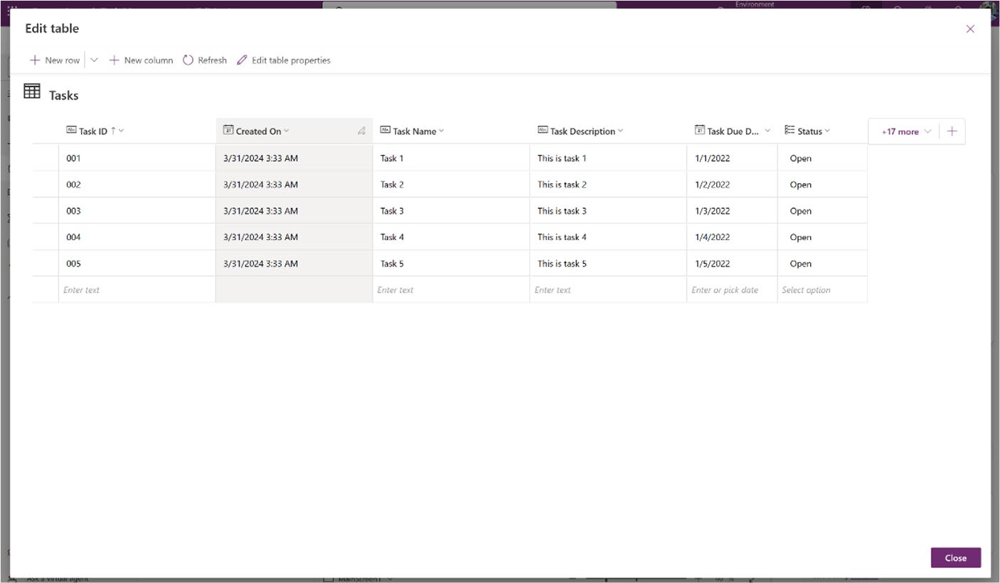 Environment
Edit table
New row New column Refresh Edit table properties
Tasks
Task ID Created On Task Name Task Description Task Due D... Status +17 more
001 3/31/2024 3:33 AM Task 1 This is task 1 1/1/2022 Open
002 3/31/2024 3:33 AM Task 2 This is task 2 1/2/2022 Open
003 3/31/2024 3:33 AM Task 3 This is task 3 1/3/2022 Open
004 3/31/2024 3:33 AM Task 4 This is task 4 1/4/2022 Open
005 3/31/2024 3:33 AM Task 5 This is task 5 1/5/2022 Open
Enter text Enter text Enter text Enter or pick date Select option
Close
Ask a virtual agent MainScreen1